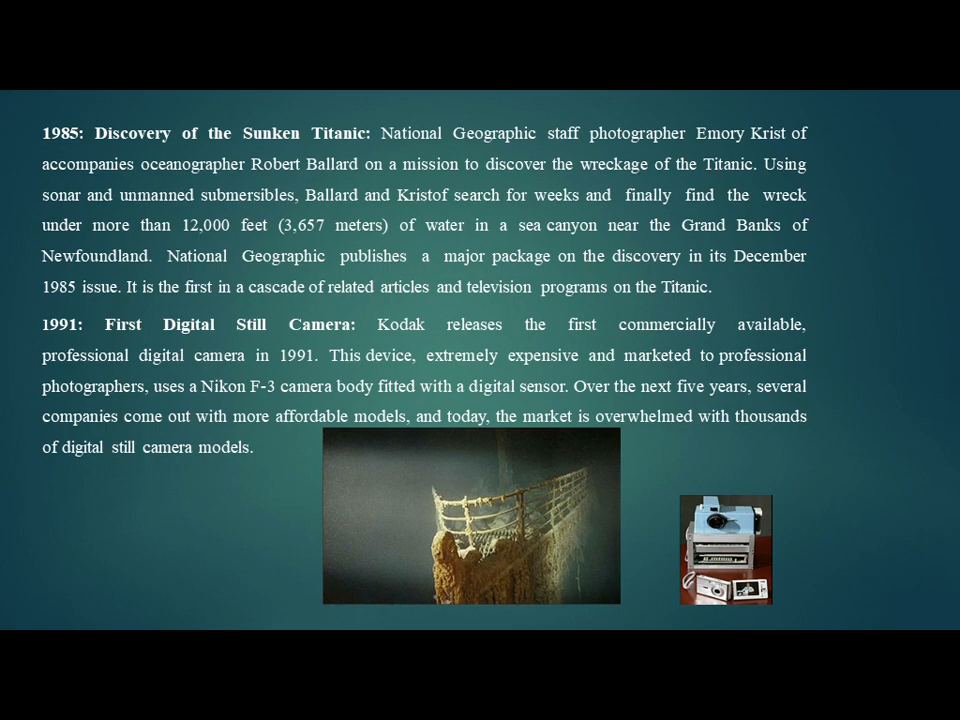 1985: Discovery of the Sunken Titanic: National Geographic staff photographer Emory Krist of
accompanies oceanographer Robert Ballard on a mission to discover the wreckage of the Titanic. Using
sonar and unmanned submersibles, Ballard and Kristof search for weeks and finally find the wreck
under more than 12,000 feet (3,657 meters) of water in a sea canyon near the Grand Banks of
Newfoundland. National Geographic publishes a major package on the discovery in its December
1985 issue. It is the first in a cascade of related articles and television programs on the Titanic.
1991: First Digital Still Camera: Kodak releases the first commercially available,
professional digital camera in 1991. This device, extremely expensive and marketed to professional
photographers, uses a Nikon F-3 camera body fitted with a digital sensor. Over the next five years, several
companies come out with more affordable models, and today, the market is overwhelmed with thousands
of digital still camera models.